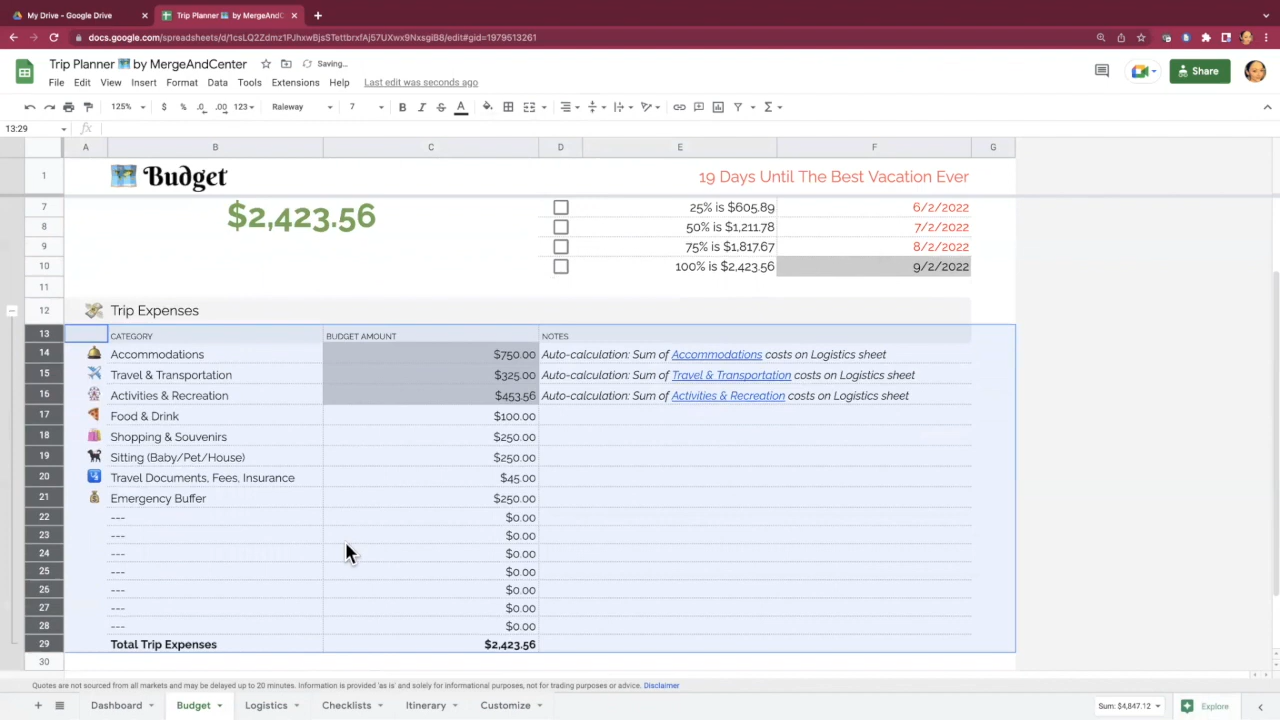 My Drive - Google Drive
Trip Planner 🗺️ by MergeAndC
docs.google.com/spreadsheets/d/1csLQ2Zdmz1PJhxwBjsSTettbrxfAj57UXwx9NxsgiB8/edit#gid=1979513261
Trip Planner 🗺️ by MergeAndCenter
Saving...
File Edit View Insert Format Data Tools Extensions Help Last edit was seconds ago
Share
125% $ % .0 .00 123 Raleway 7 B I S A
13:29 fx
A B C D E F G
1 Budget 19 Days Until The Best Vacation Ever
7 $2,423.56 25% is $605.89 6/2/2022
8 50% is $1,211.78 7/2/2022
9 75% is $1,817.67 8/2/2022
10 100% is $2,423.56 9/2/2022
11
12 Trip Expenses
13 CATEGORY BUDGET AMOUNT NOTES
14 Accommodations $750.00 Auto-calculation: Sum of Accommodations costs on Logistics sheet
15 Travel & Transportation $325.00 Auto-calculation: Sum of Travel & Transportation costs on Logistics sheet
16 Activities & Recreation $453.56 Auto-calculation: Sum of Activities & Recreation costs on Logistics sheet
17 Food & Drink $100.00
18 Shopping & Souvenirs $250.00
19 Sitting (Baby/Pet/House) $250.00
20 Travel Documents, Fees, Insurance $45.00
21 Emergency Buffer $250.00
22 --- $0.00
23 --- $0.00
24 --- $0.00
25 --- $0.00
26 --- $0.00
27 --- $0.00
28 --- $0.00
29 Total Trip Expenses $2,423.56
30
Quotes are not sourced from all markets and may be delayed up to 20 minutes. Information is provided 'as is' and solely for informational purposes, not for trading purposes or advice. Disclaimer
Dashboard Budget Logistics Checklists Itinerary Customize Sum: $4,847.12 Explore